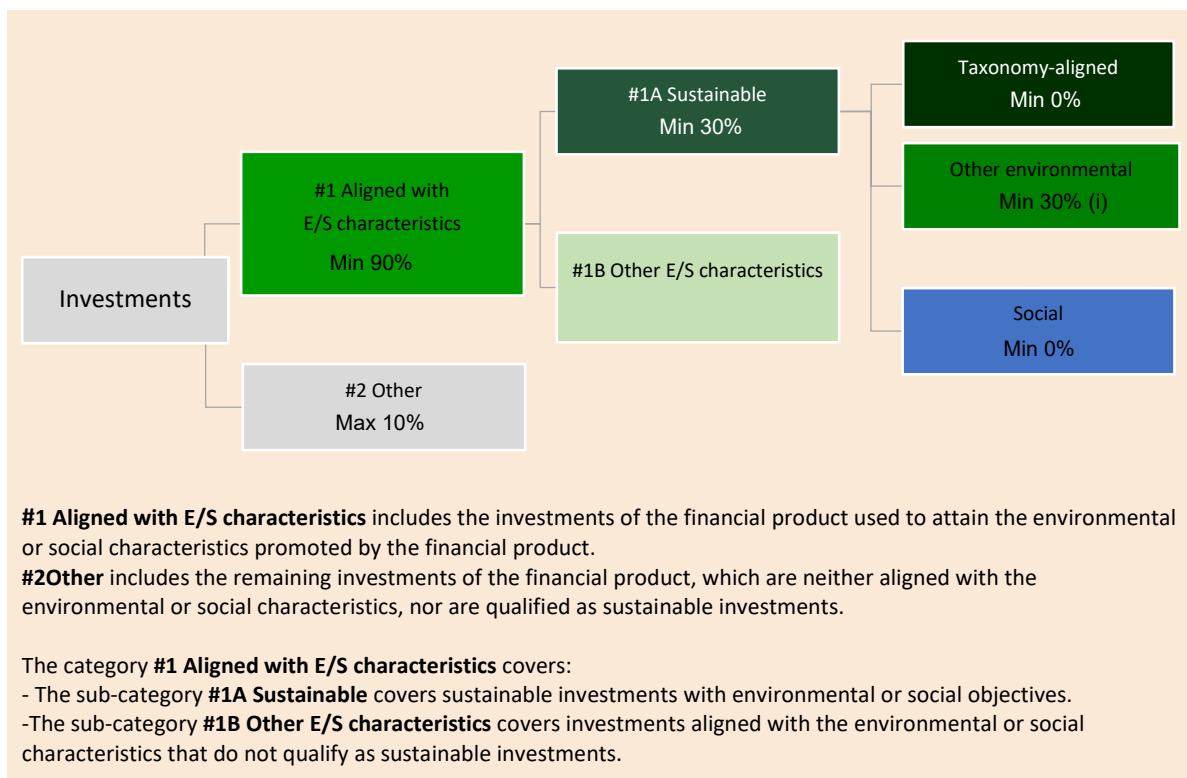 Taxonomy-aligned
Min 0%
#1A Sustainable
Min 30%
Other environmental
Min 30% (i)
#1 Aligned with
E/S characteristics
Min 90%
#1B Other E/S characteristics
Investments
Social
Min 0%
#2 Other
Max 10%
#1 Aligned with E/S characteristics includes the investments of the financial product used to attain the environmental
or social characteristics promoted by the financial product.
#2Other includes the remaining investments of the financial product, which are neither aligned with the
environmental or social characteristics, nor are qualified as sustainable investments.
The category #1 Aligned with E/S characteristics covers:
- The sub-category #1A Sustainable covers sustainable investments with environmental or social objectives.
-The sub-category #1B Other E/S characteristics covers investments aligned with the environmental or social
characteristics that do not qualify as sustainable investments.